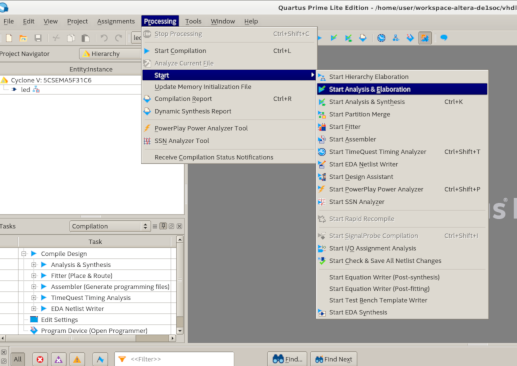 Quartus Prime Lite Edition - /home/user/workspace-altera-de1soc/vhdl
File Edit View Project Assignments Processing Tools Window Help
led
Project Navigator
Hierarchy
Entity:Instance
Cyclone V: 5CSEMA5F31C6
led
Stop Processing Ctrl+Shift+C
Start Compilation Ctrl+L
Analyze Current File
Start
Update Memory Initialization File
Compilation Report Ctrl+R
Dynamic Synthesis Report
PowerPlay Power Analyzer Tool
SSN Analyzer Tool
Receive Compilation Status Notifications
Start Hierarchy Elaboration
Start Analysis & Elaboration
Start Analysis & Synthesis Ctrl+K
Start Partition Merge
Start Fitter
Start Assembler
Start TimeQuest Timing Analyzer Ctrl+Shift+T
Start EDA Netlist Writer
Start Design Assistant
Start PowerPlay Power Analyzer Ctrl+Shift+P
Start SSN Analyzer
Start Rapid Recompile
Start SignalProbe Compilation Ctrl+Shift+I
Start I/O Assignment Analysis
Start Check & Save All Netlist Changes
Start Equation Writer (Post-synthesis)
Start Equation Writer (Post-fitting)
Start Test Bench Template Writer
Start EDA Synthesis
Tasks
Compilation
Task
Compile Design
Analysis & Synthesis
Fitter (Place & Route)
Assembler (Generate programming files)
TimeQuest Timing Analysis
EDA Netlist Writer
Edit Settings
Program Device (Open Programmer)
All
<<Filter>>
Find...
Find Next